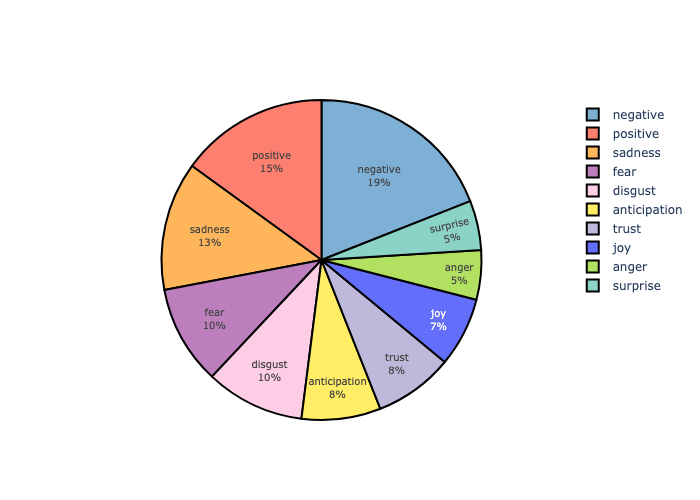 negative
19%
surprise
5%
anger
5%
joy
7%
trust
8%
anticipation
8%
disgust
10%
fear
10%
sadness
13%
positive
15%
negative
positive
sadness
fear
disgust
anticipation
trust
joy
anger
surprise